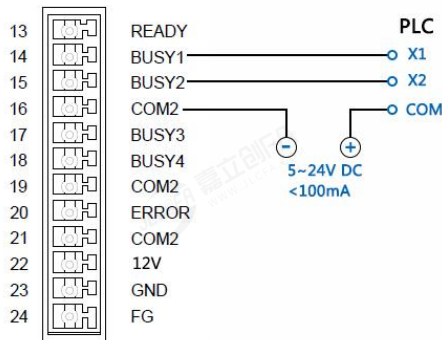 13 READY PLC
14 BUSY1 X1
15 BUSY2 X2
16 COM2 COM
17 BUSY3
18 BUSY4
5~24V DC
<100mA
19 COM2
20 ERROR
21 COM2
22 12V
23 GND
24 FG